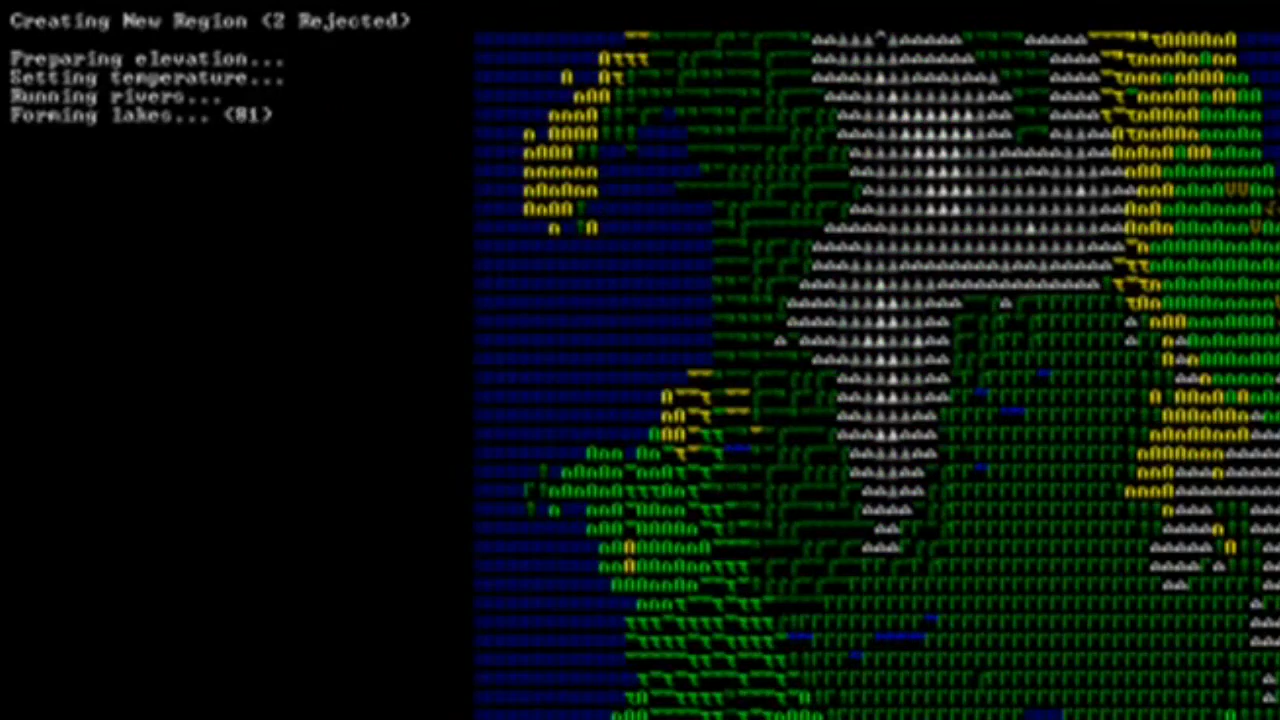 Creating New Region (2 Rejected)
Preparing elevation...
Setting temperature...
Running rivers...
Forming lakes... (81)